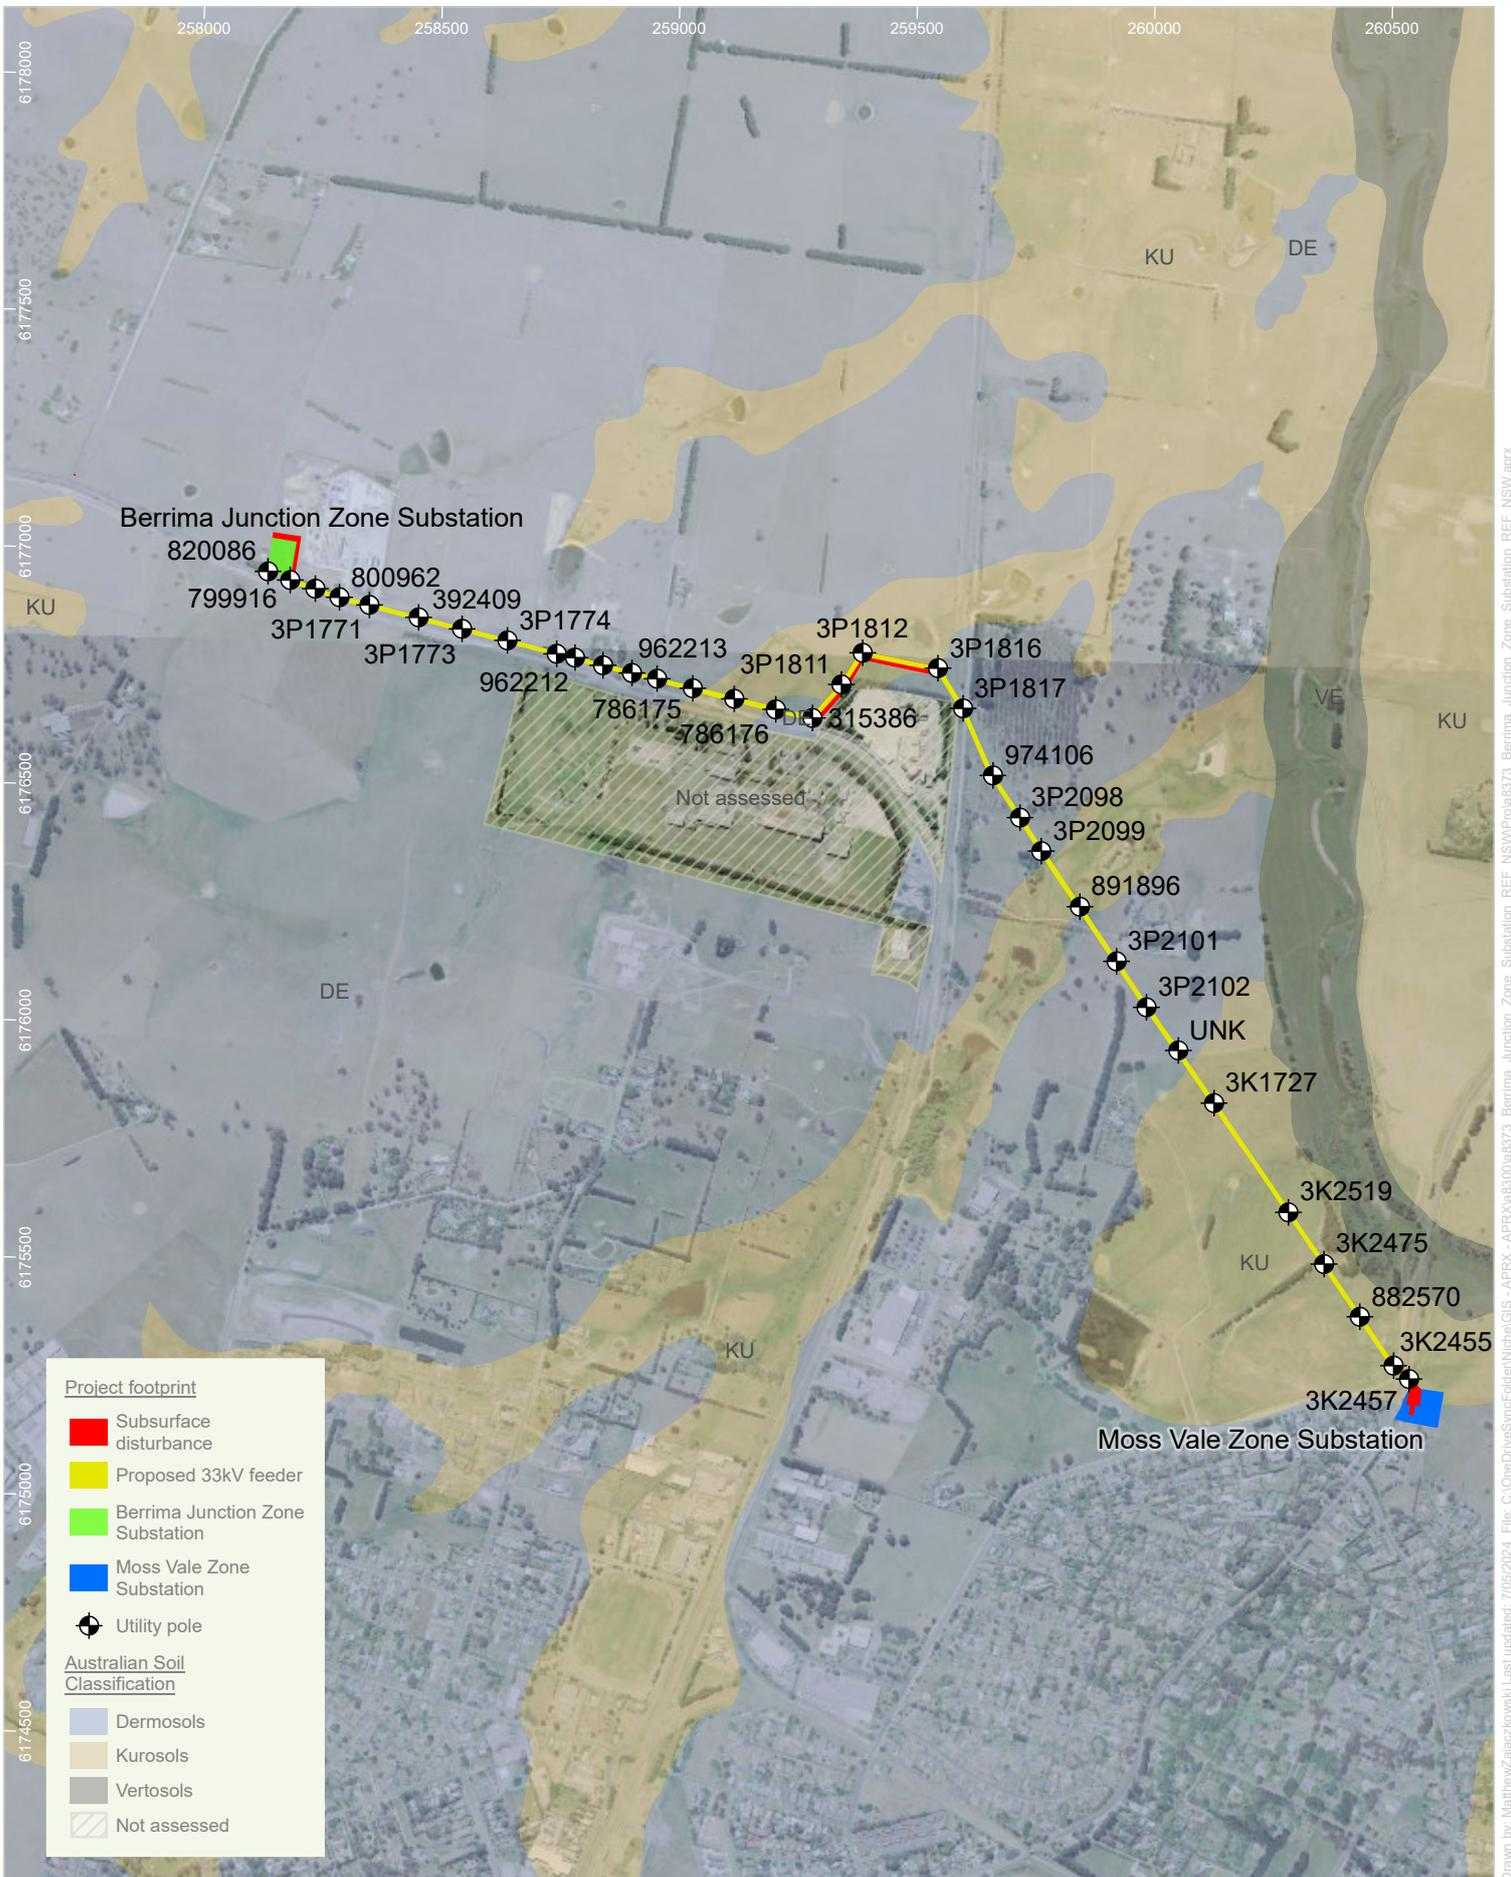 258000
258500
259000
259500
260000
260500
6178000
6177500
6177000
6176500
6176000
6175500
6175000
6174500
KU
DE
Berrima Junction Zone Substation
820086
799916
800962
3P1771
392409
3P1773
3P1774
962212
962213
786175
786176
3P1811
3P1812
315386
3P1816
3P1817
DE
KU
VE
KU
Not assessed
974106
3P2098
3P2099
891896
3P2101
3P2102
UNK
3K1727
DE
3K2519
3K2475
KU
882570
3K2455
3K2457
KU
Moss Vale Zone Substation
Project footprint
Subsurface
disturbance
Proposed 33kV feeder
Berrima Junction Zone
Substation
Moss Vale Zone
Substation
Utility pole
Australian Soil
Classification
Dermosols
Kurosols
Vertosols
Not assessed